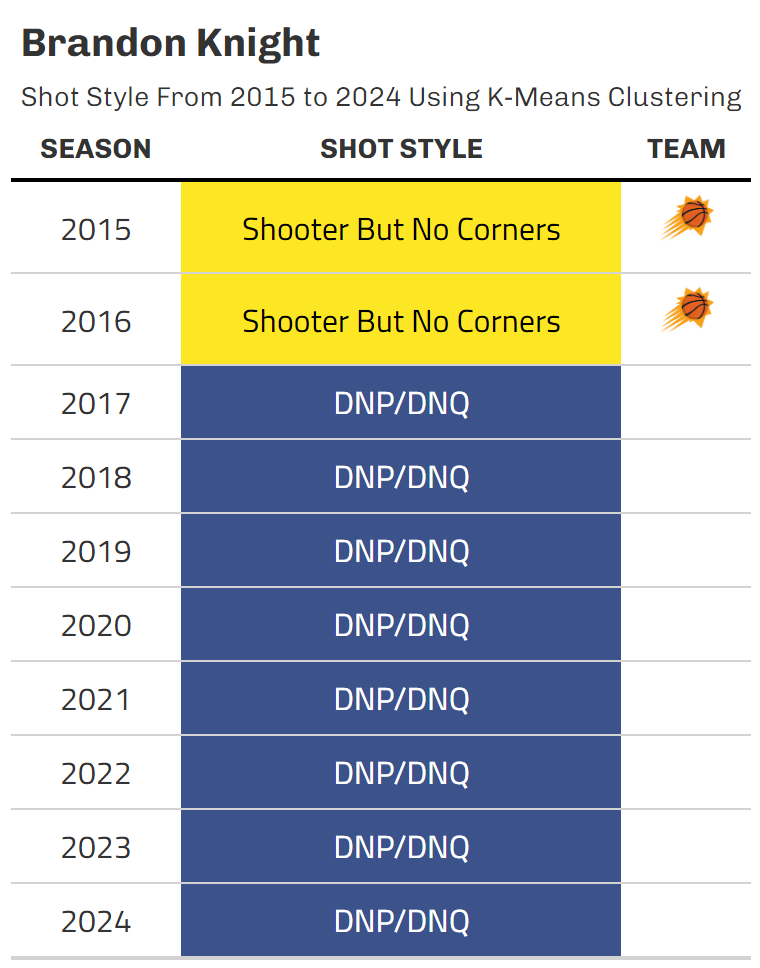 Brandon Knight
Shot Style From 2015 to 2024 Using K-Means Clustering
SEASON SHOT STYLE TEAM
2015 Shooter But No Corners
2016 Shooter But No Corners
2017 DNP/DNQ
2018 DNP/DNQ
2019 DNP/DNQ
2020 DNP/DNQ
2021 DNP/DNQ
2022 DNP/DNQ
2023 DNP/DNQ
2024 DNP/DNQ